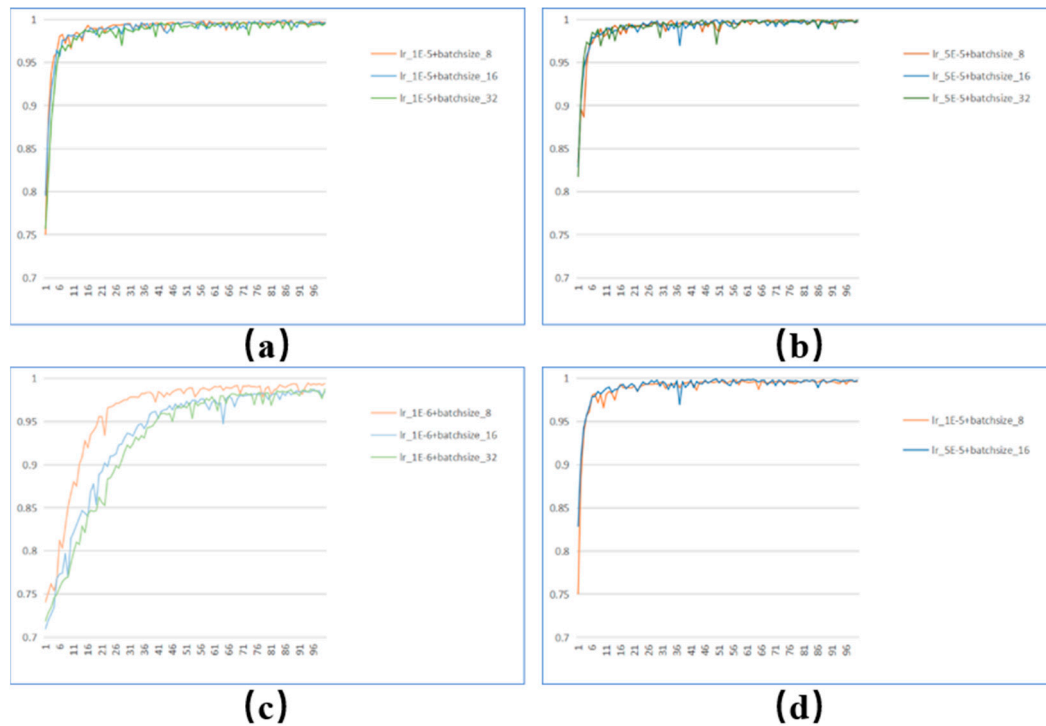 1
0.95
0.9
0.85
0.8
0.75
0.7
1 6 11 16 21 26 31 36 41 46 51 56 61 66 71 76 81 86 91 96
lr_1E-5+batchsize_8
lr_1E-5+batchsize_16
lr_1E-5+batchsize_32
(a)
1
0.95
0.9
0.85
0.8
0.75
0.7
1 6 11 16 21 26 31 36 41 46 51 56 61 66 71 76 81 86 91 96
lr_5E-5+batchsize_8
lr_5E-5+batchsize_16
lr_5E-5+batchsize_32
(b)
1
0.95
0.9
0.85
0.8
0.75
0.7
1 6 11 16 21 26 31 36 41 46 51 56 61 66 71 76 81 86 91 96
lr_1E-6+batchsize_8
lr_1E-6+batchsize_16
lr_1E-6+batchsize_32
(c)
1
0.95
0.9
0.85
0.8
0.75
0.7
1 6 11 16 21 26 31 36 41 46 51 56 61 66 71 76 81 86 91 96
lr_1E-5+batchsize_8
lr_5E-5+batchsize_16
(d)